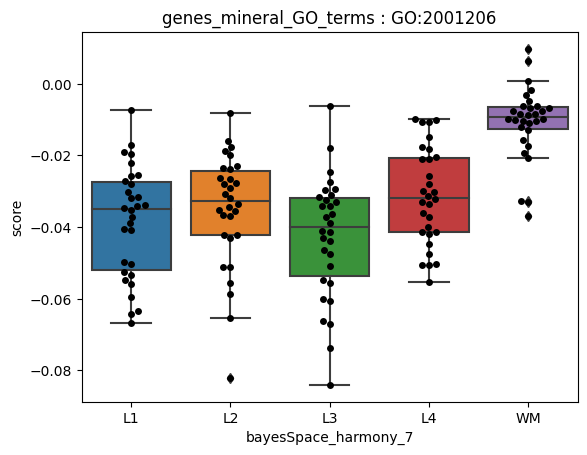 genes_mineral_GO_terms : GO:2001206
score
0.00
−0.02
−0.04
−0.06
−0.08
L1 L2 L3 L4 WM
bayesSpace_harmony_7